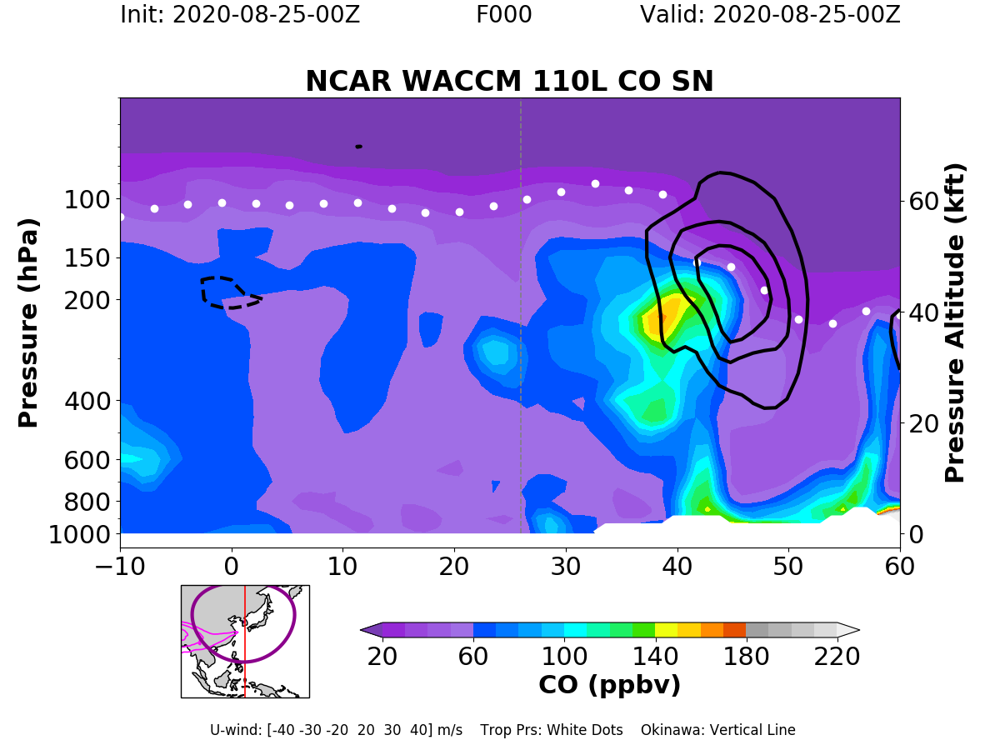 Init: 2020-08-25-00Z F000 Valid: 2020-08-25-00Z
NCAR WACCM 110L CO SN
Pressure (hPa)
100
150
200
400
600
800
1000
60
40
20
0
Pressure Altitude (kft)
−10 0 10 20 30 40 50 60
20 60 100 140 180 220
CO (ppbv)
U-wind: [-40 -30 -20 20 30 40] m/s Trop Prs: White Dots Okinawa: Vertical Line